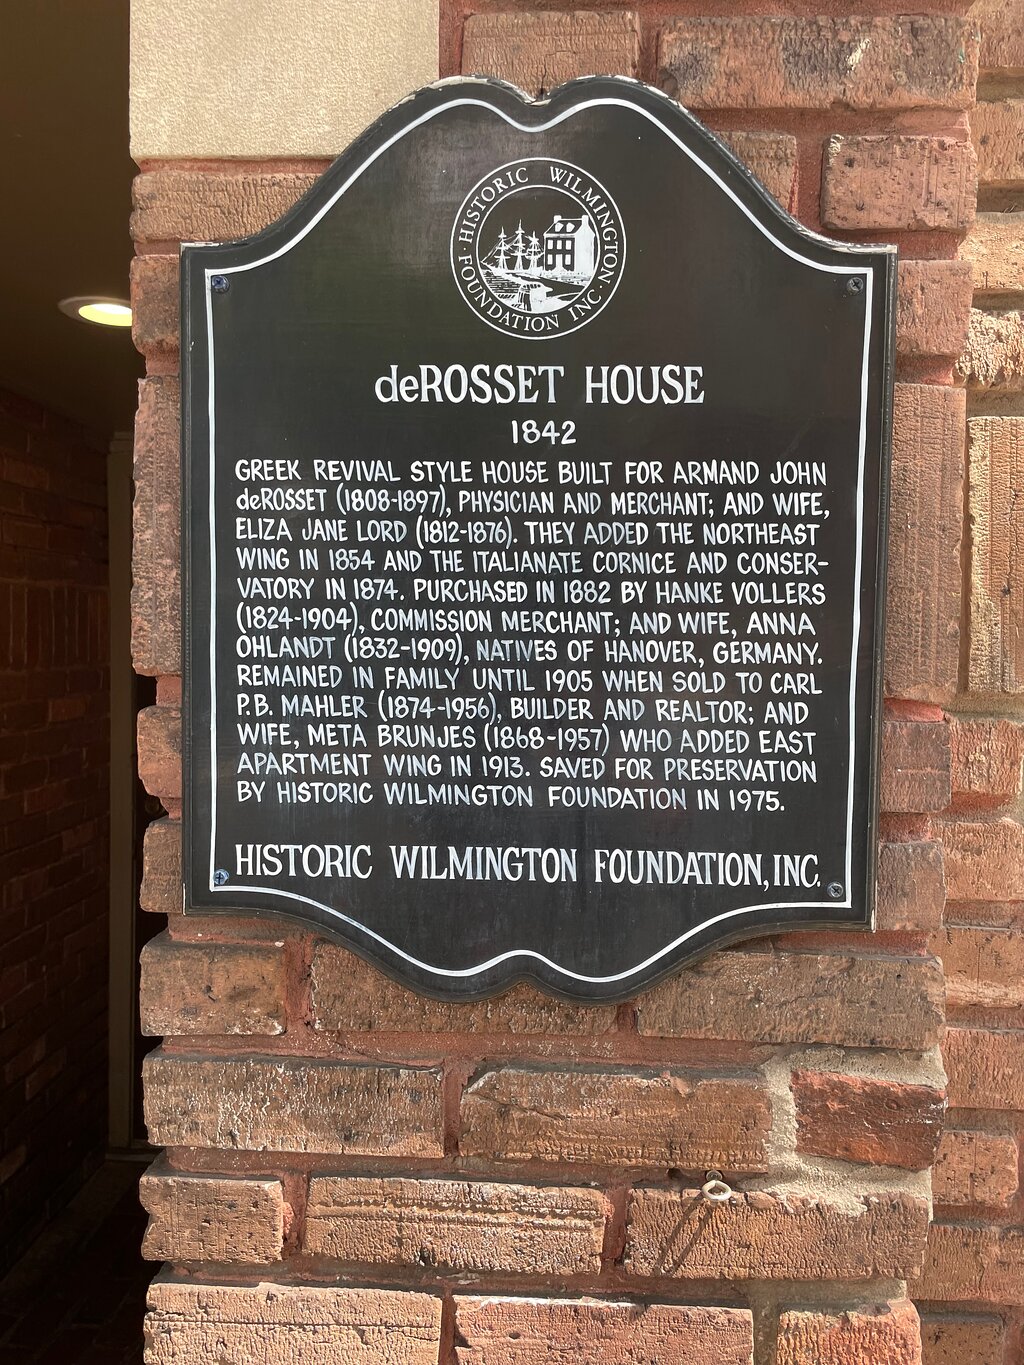 HISTORIC WILMINGTON
FOUNDATION INC.
deROSSET HOUSE
1842
GREEK REVIVAL STYLE HOUSE BUILT FOR ARMAND JOHN
deROSSET (1808-1897), PHYSICIAN AND MERCHANT; AND WIFE,
ELIZA JANE LORD (1812-1876). THEY ADDED THE NORTHEAST
WING IN 1854 AND THE ITALIANATE CORNICE AND CONSER-
VATORY IN 1874. PURCHASED IN 1882 BY HANKE VOLLERS
(1824-1904), COMMISSION MERCHANT; AND WIFE, ANNA
OHLANDT (1832-1909), NATIVES OF HANOVER, GERMANY.
REMAINED IN FAMILY UNTIL 1905 WHEN SOLD TO CARL
P.B. MAHLER (1874-1956), BUILDER AND REALTOR; AND
WIFE, META BRUNJES (1868-1957) WHO ADDED EAST
APARTMENT WING IN 1913. SAVED FOR PRESERVATION
BY HISTORIC WILMINGTON FOUNDATION IN 1975.
HISTORIC WILMINGTON FOUNDATION, INC.